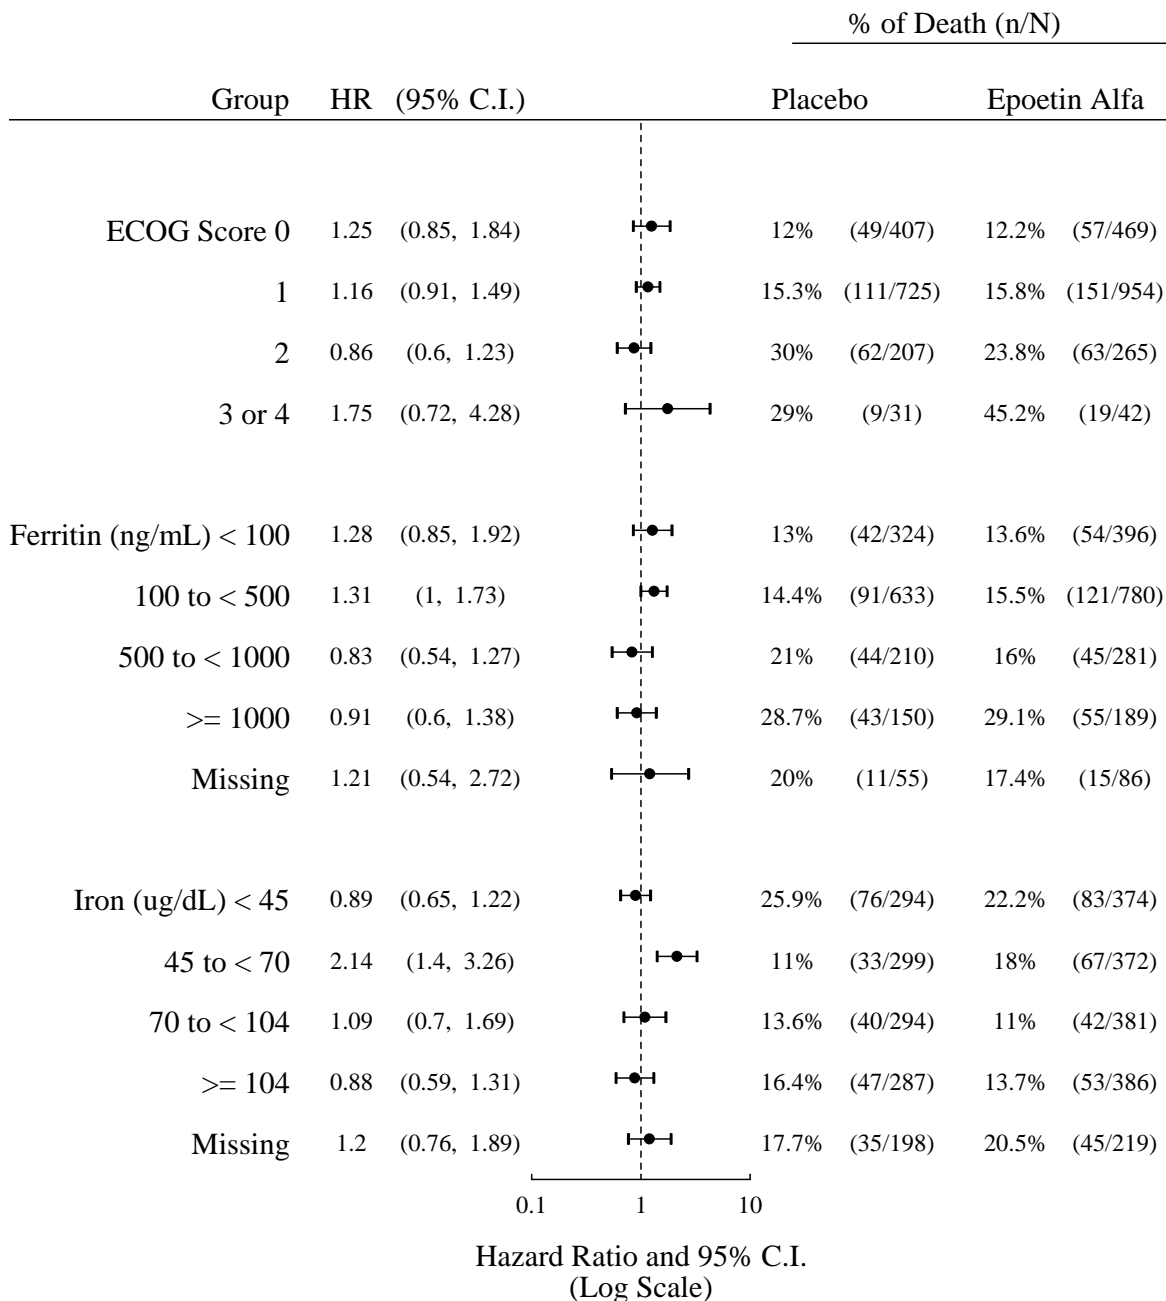 % of Death (n/N)
Group HR (95% C.I.) Placebo Epoetin Alfa
ECOG Score 0 1.25 (0.85, 1.84) 12% (49/407) 12.2% (57/469)
1 1.16 (0.91, 1.49) 15.3% (111/725) 15.8% (151/954)
2 0.86 (0.6, 1.23) 30% (62/207) 23.8% (63/265)
3 or 4 1.75 (0.72, 4.28) 29% (9/31) 45.2% (19/42)
Ferritin (ng/mL) < 100 1.28 (0.85, 1.92) 13% (42/324) 13.6% (54/396)
100 to < 500 1.31 (1, 1.73) 14.4% (91/633) 15.5% (121/780)
500 to < 1000 0.83 (0.54, 1.27) 21% (44/210) 16% (45/281)
>= 1000 0.91 (0.6, 1.38) 28.7% (43/150) 29.1% (55/189)
Missing 1.21 (0.54, 2.72) 20% (11/55) 17.4% (15/86)
Iron (ug/dL) < 45 0.89 (0.65, 1.22) 25.9% (76/294) 22.2% (83/374)
45 to < 70 2.14 (1.4, 3.26) 11% (33/299) 18% (67/372)
70 to < 104 1.09 (0.7, 1.69) 13.6% (40/294) 11% (42/381)
>= 104 0.88 (0.59, 1.31) 16.4% (47/287) 13.7% (53/386)
Missing 1.2 (0.76, 1.89) 17.7% (35/198) 20.5% (45/219)
0.1 1 10
Hazard Ratio and 95% C.I.
(Log Scale)